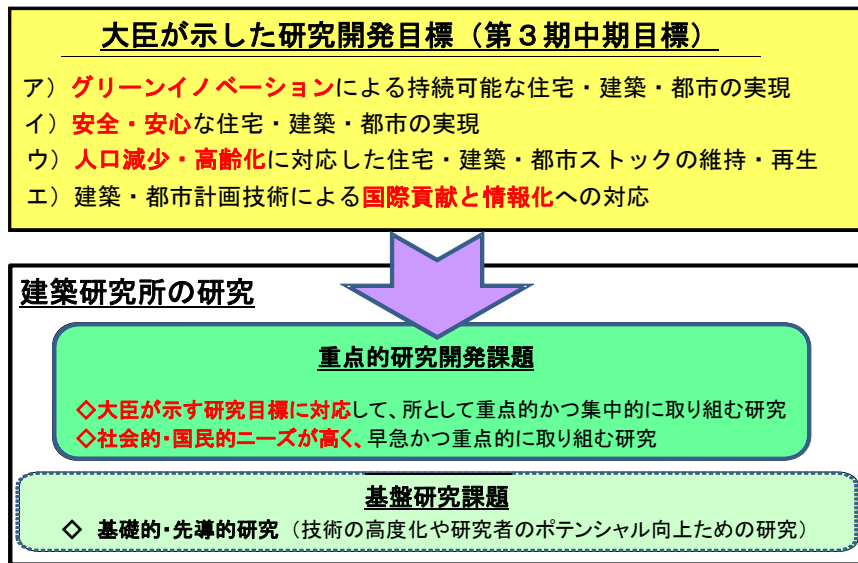 大臣が示した研究開発目標（第３期中期目標）
ア）グリーンイノベーションによる持続可能な住宅・建築・都市の実現
イ）安全・安心な住宅・建築・都市の実現
ウ）人口減少・高齢化に対応した住宅・建築・都市ストックの維持・再生
エ）建築・都市計画技術による国際貢献と情報化への対応
建築研究所の研究
重点的研究開発課題
◇大臣が示す研究目標に対応して、所として重点的かつ集中的に取り組む研究
◇社会的・国民的ニーズが高く、早急かつ重点的に取り組む研究
基盤研究課題
◇ 基礎的・先導的研究（技術の高度化や研究者のポテンシャル向上ための研究）